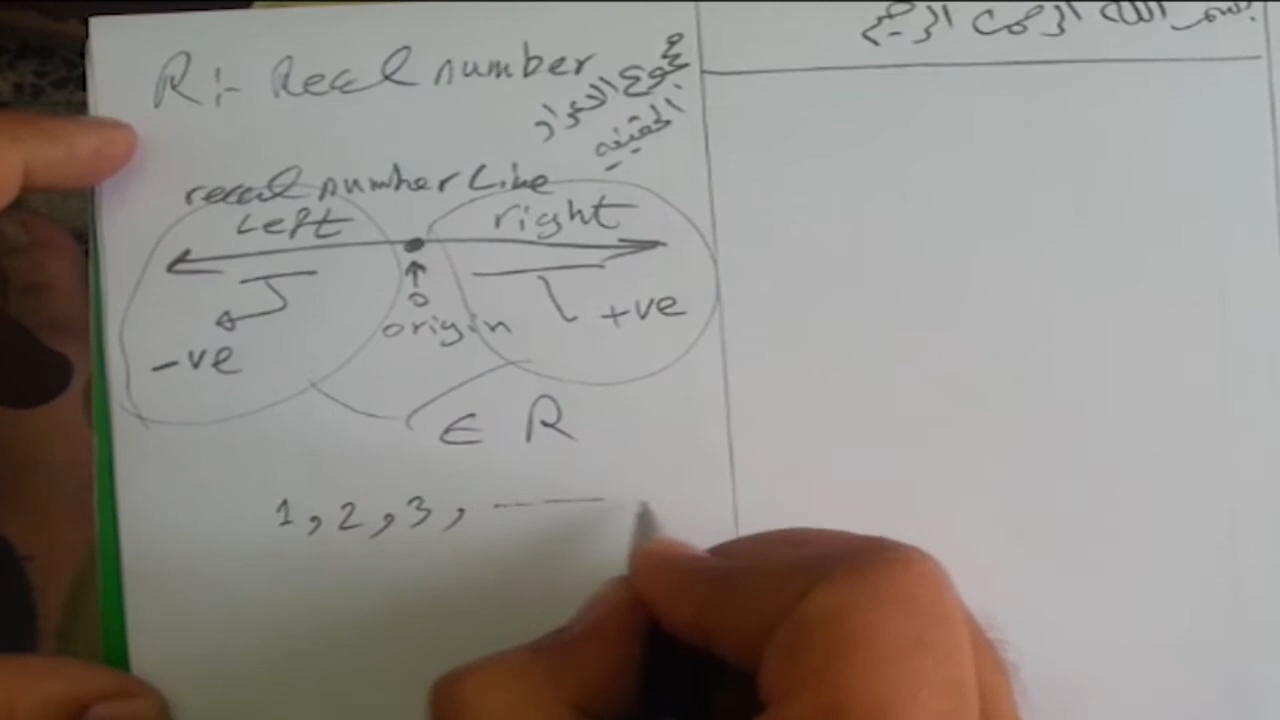 بسم الله الرحمن الرحيم
R:- Real number
مجموع الاعداد
الحقيقيه
real number Line
Left right
0
origin
-ve +ve
∈ R
1, 2, 3, ———